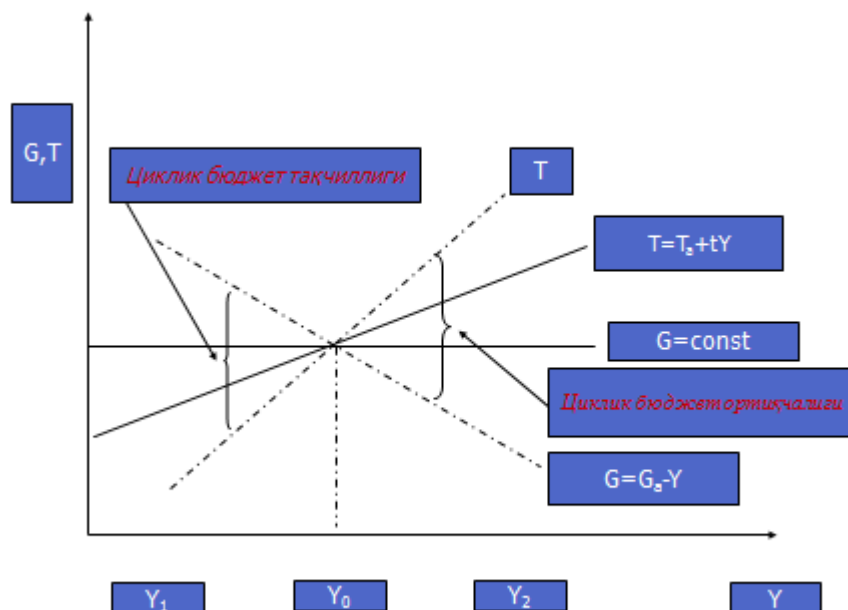 G,T
Циклик бюджет тақчиллиги
T
T=Tₐ+tY
G=const
Циклик бюджет ортиқчалиги
G=Gₐ-Y
Y₁
Y₀
Y₂
Y